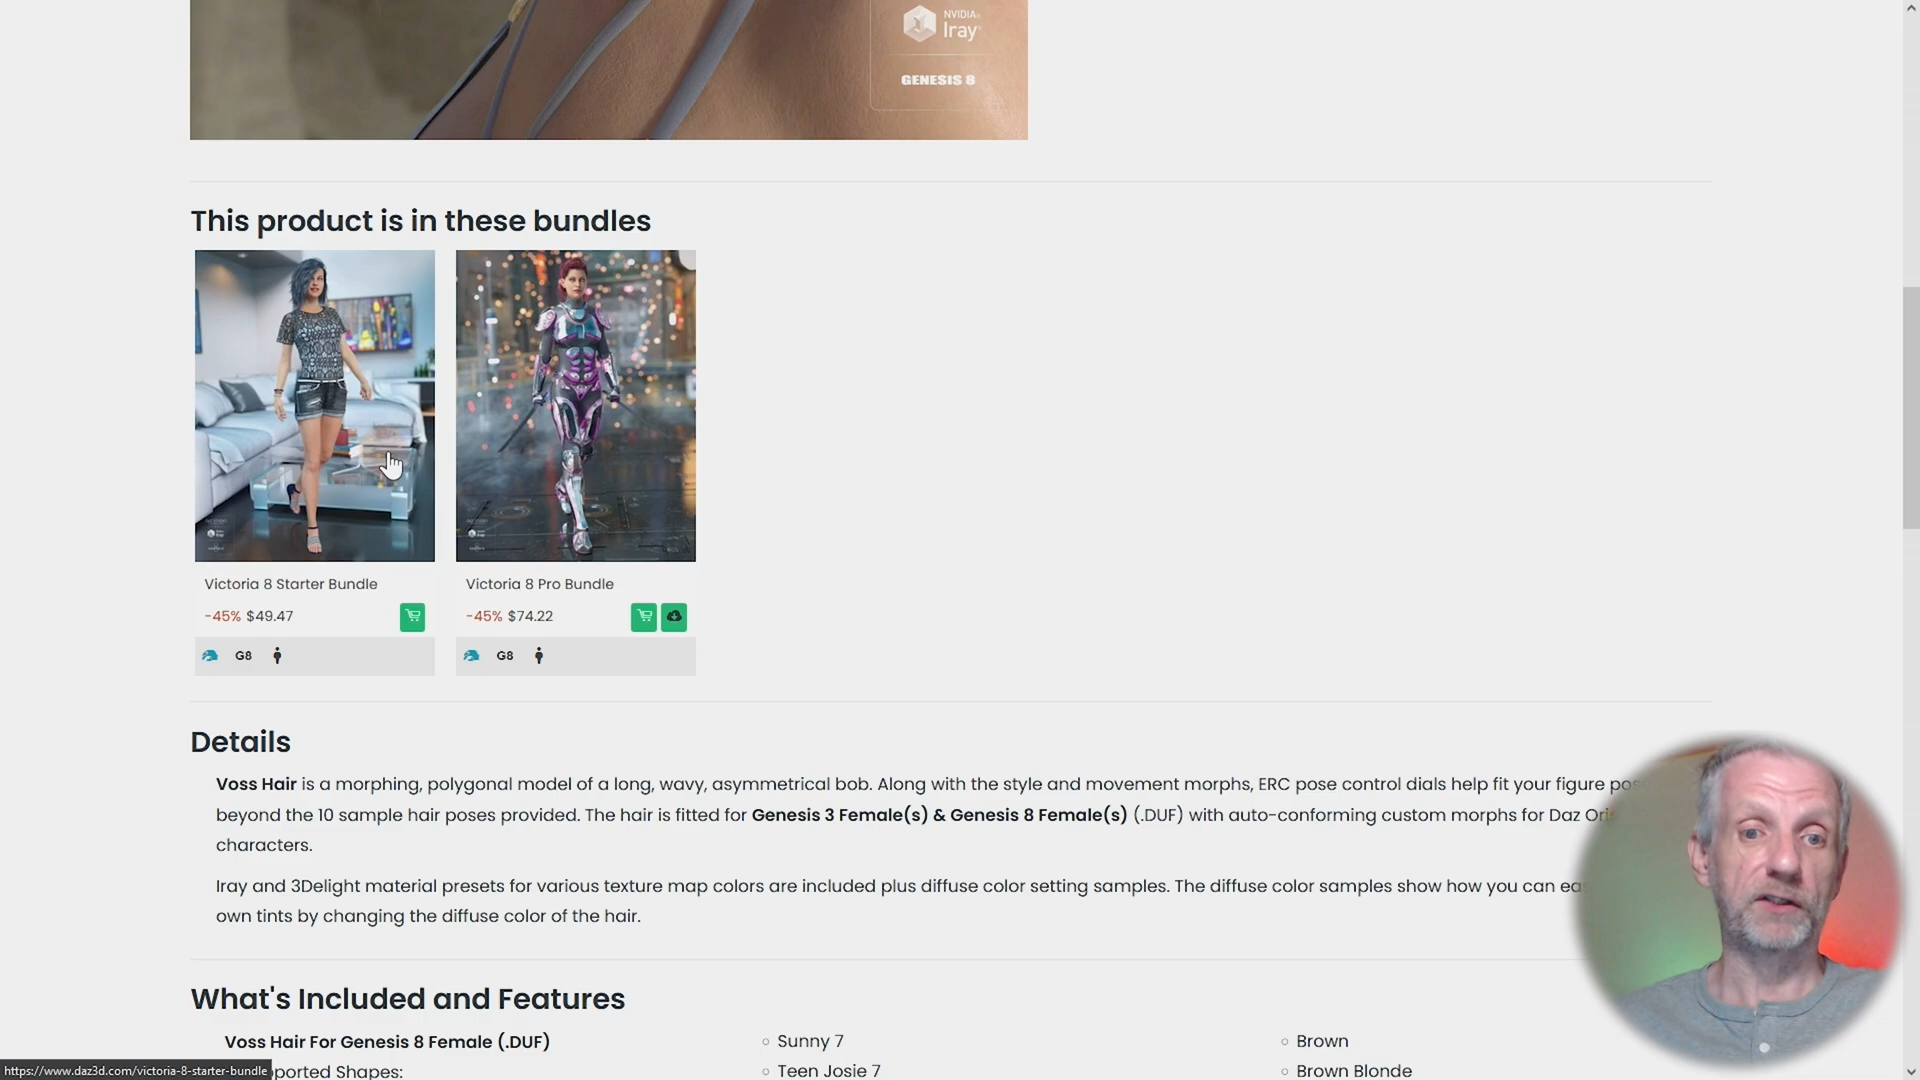 NVIDIA
Iray
GENESIS 8
This product is in these bundles
Victoria 8 Starter Bundle
-45% $49.47
G8
Victoria 8 Pro Bundle
-45% $74.22
G8
Details
Voss Hair is a morphing, polygonal model of a long, wavy, asymmetrical bob. Along with the style and movement morphs, ERC pose control dials help fit your figure
beyond the 10 sample hair poses provided. The hair is fitted for Genesis 3 Female(s) & Genesis 8 Female(s) (.DUF) with auto-conforming custom morphs for Daz
characters.
Iray and 3Delight material presets for various texture map colors are included plus diffuse color setting samples. The diffuse color samples show how you can
own tints by changing the diffuse color of the hair.
What's Included and Features
Voss Hair For Genesis 8 Female (.DUF)
ported Shapes:
Sunny 7
Teen Josie 7
Brown
Brown Blonde
https://www.daz3d.com/victoria-8-starter-bundle